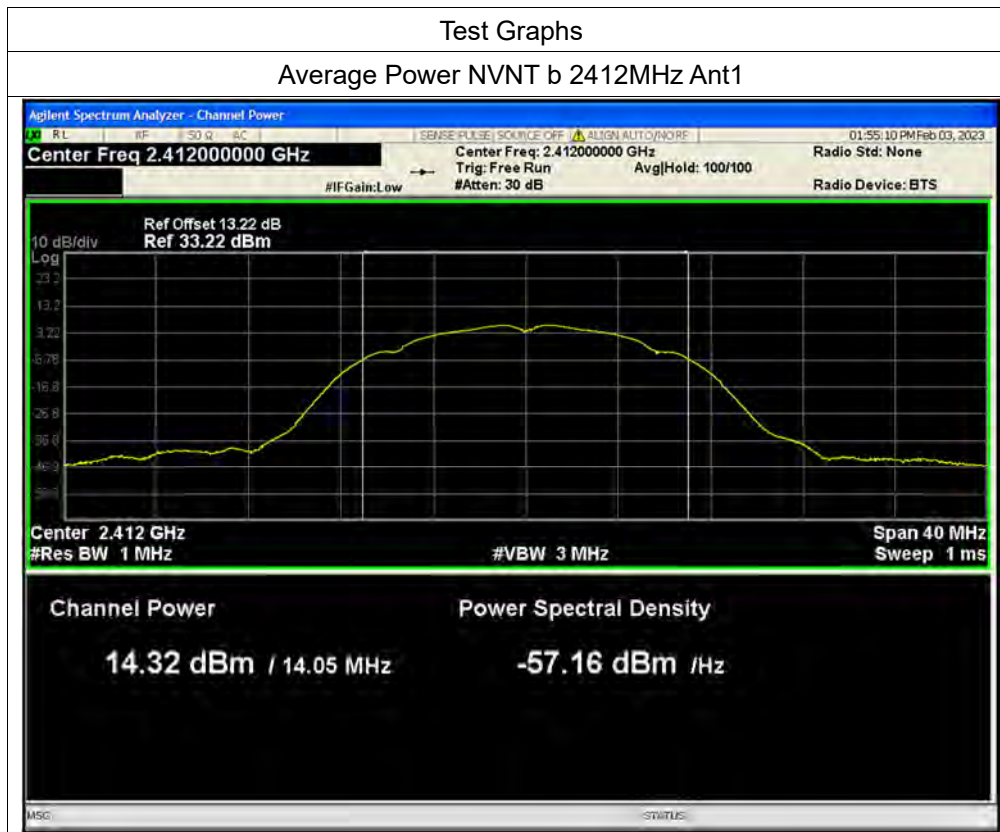 Test Graphs
Average Power NVNT b 2412MHz Ant1
Agilent Spectrum Analyzer - Channel Power
RL RF 50 Ω AC SENSE:PULSE SOURCE OFF ALIGN AUTO/NORF 01:55:10 PM Feb 03, 2023
Center Freq 2.412000000 GHz Center Freq: 2.412000000 GHz Radio Std: None
Trig: Free Run Avg|Hold: 100/100
#IFGain:Low #Atten: 30 dB Radio Device: BTS
Ref Offset 13.22 dB
10 dB/div Ref 33.22 dBm
Log
23.2
13.2
3.22
-6.78
-16.8
-26.8
-36.8
-46.8
Center 2.412 GHz Span 40 MHz
#Res BW 1 MHz #VBW 3 MHz Sweep 1 ms
Channel Power Power Spectral Density
14.32 dBm / 14.05 MHz -57.16 dBm /Hz
MSG STATUS